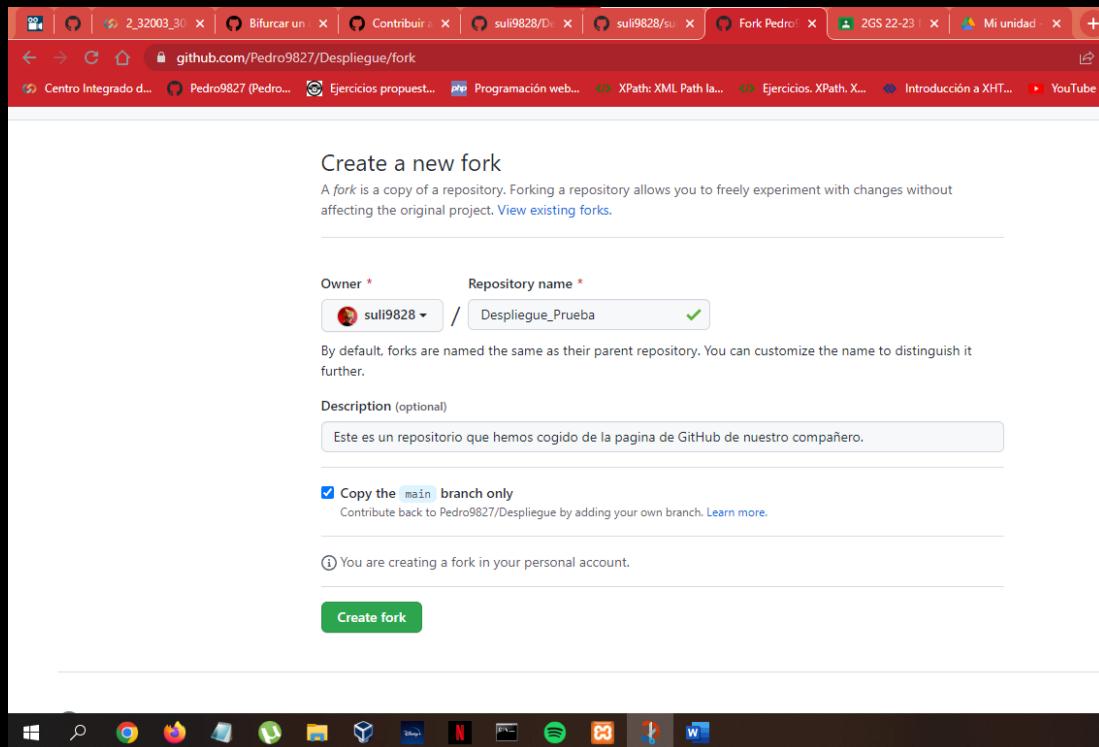 2_32003_30
Bifurcar un
Contribuir a
suli9828/De
suli9828/su
Fork Pedro9
2GS 22-23
Mi unidad -
github.com/Pedro9827/Despliegue/fork
Centro Integrado d...
Pedro9827 (Pedro...
Ejercicios propuest...
php Programación web...
XPath: XML Path la...
Ejercicios. XPath. X...
Introducción a XHT...
YouTube
Create a new fork
A fork is a copy of a repository. Forking a repository allows you to freely experiment with changes without
affecting the original project. View existing forks.
Owner * Repository name *
suli9828 / Despliegue_Prueba
By default, forks are named the same as their parent repository. You can customize the name to distinguish it
further.
Description (optional)
Este es un repositorio que hemos cogido de la pagina de GitHub de nuestro compañero.
Copy the main branch only
Contribute back to Pedro9827/Despliegue by adding your own branch. Learn more.
You are creating a fork in your personal account.
Create fork